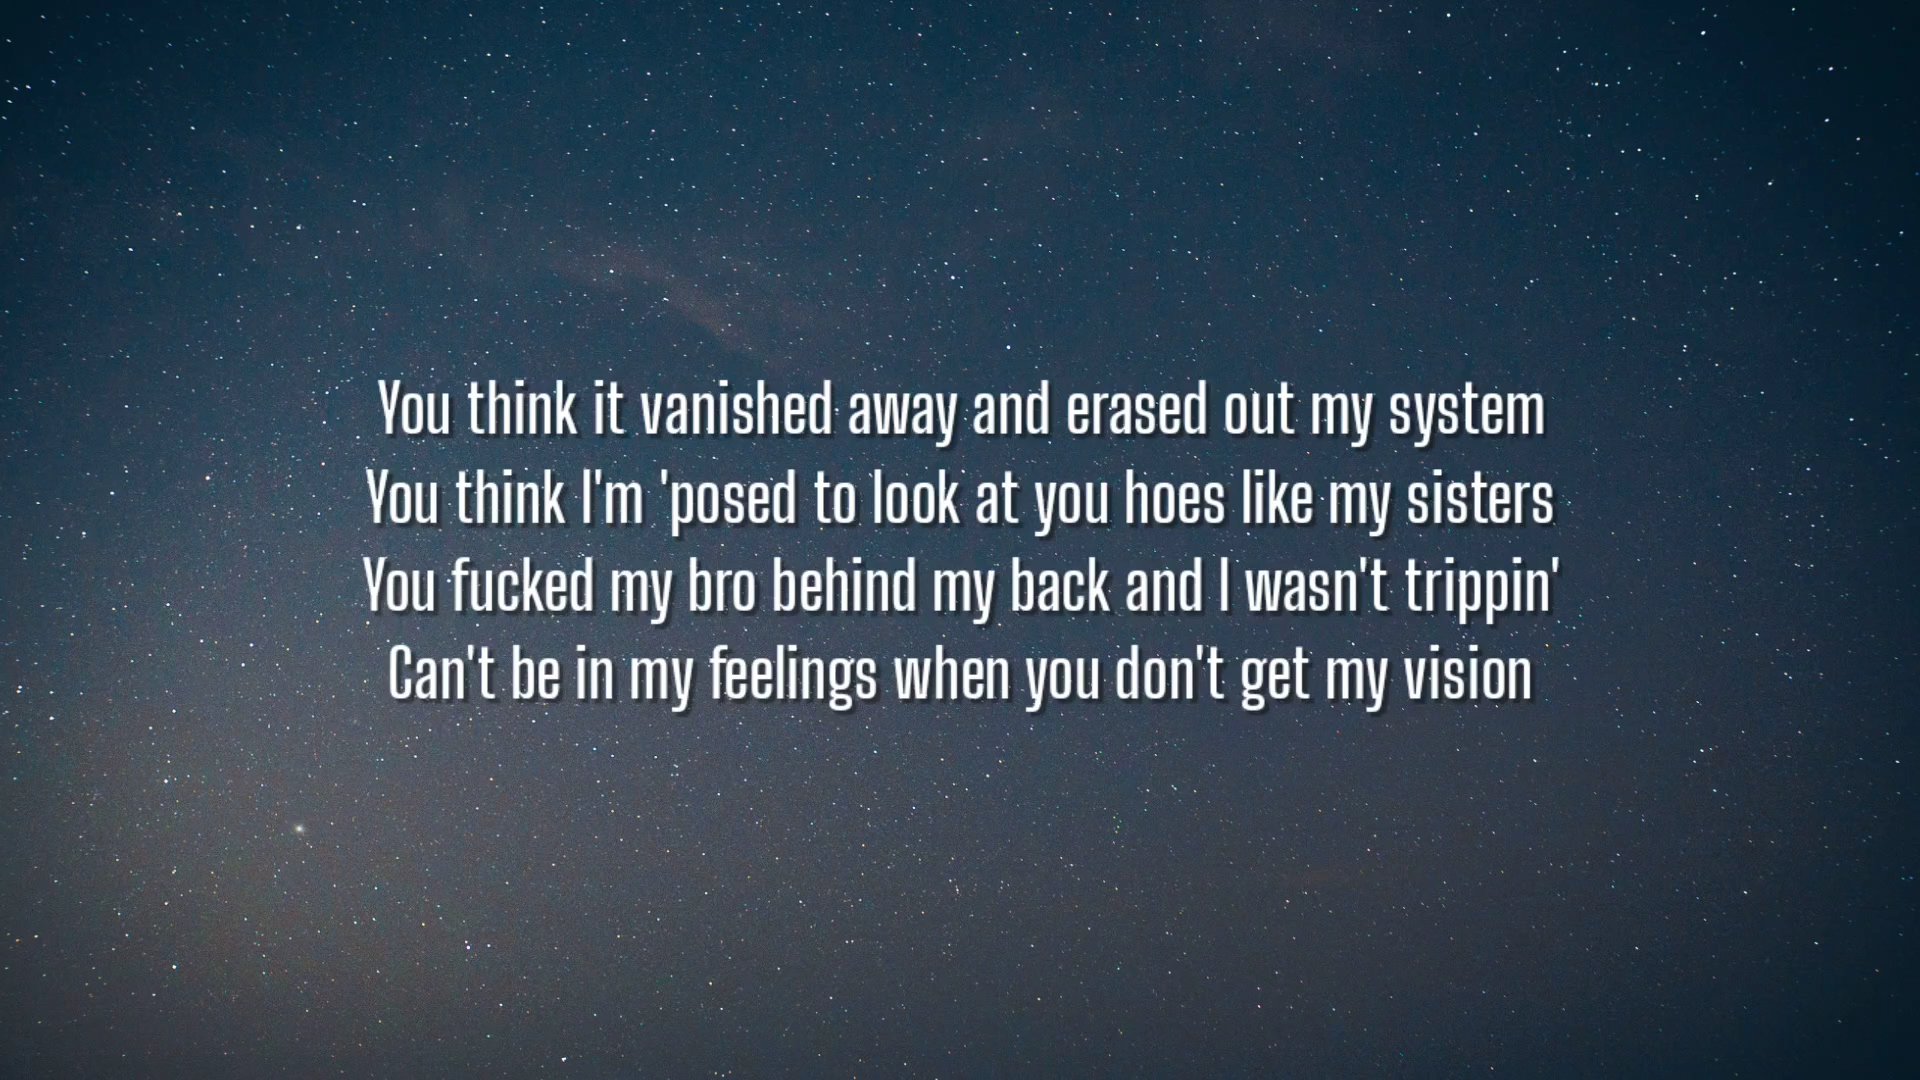 You think it vanished away and erased out my system
You think I'm 'posed to look at you hoes like my sisters
You fucked my bro behind my back and I wasn't trippin'
Can't be in my feelings when you don't get my vision